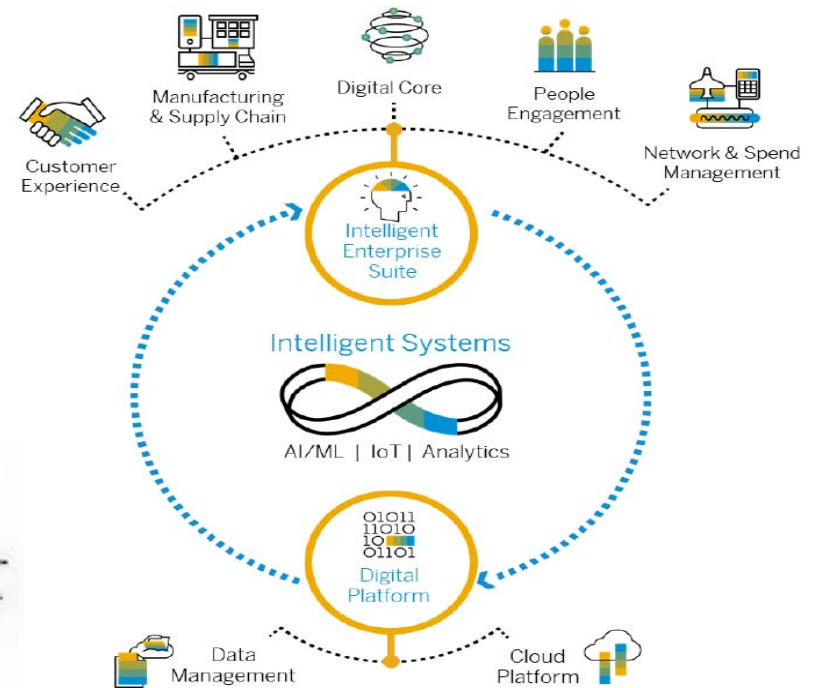 Digital Core
Manufacturing
& Supply Chain
People
Engagement
Customer
Experience
Network & Spend
Management
Intelligent
Enterprise
Suite
Intelligent Systems
AI/ML | IoT | Analytics
01011
11010
10
01101
Digital
Platform
Data
Management
Cloud
Platform